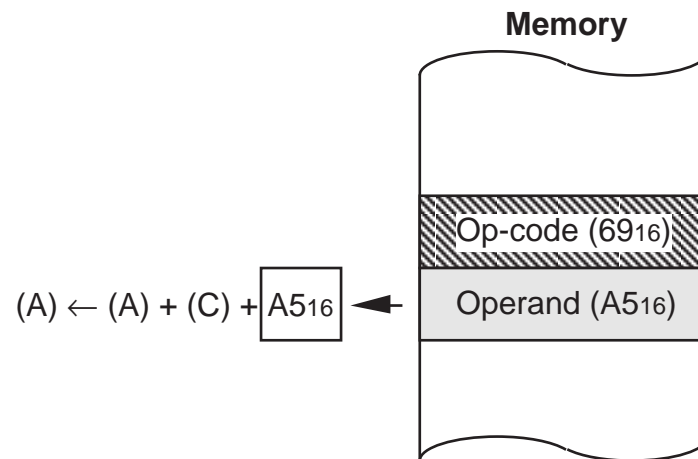 Memory
Op-code (69₁₆)
(A) ← (A) + (C) + A5₁₆
Operand (A5₁₆)